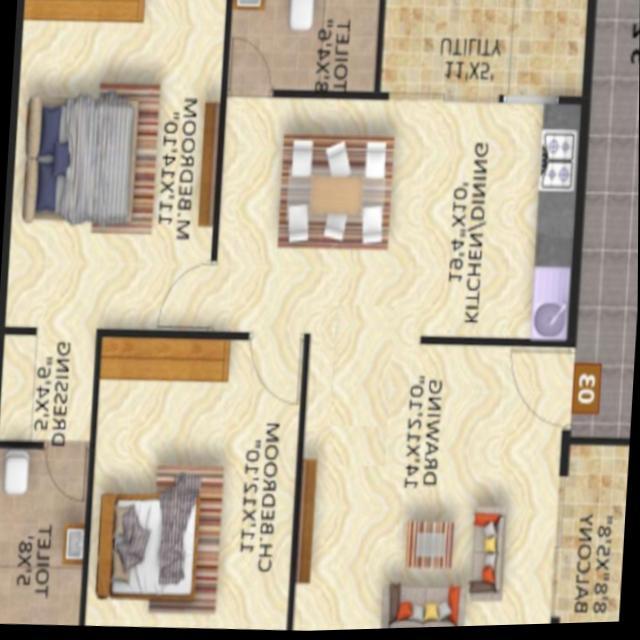 TOILET
8'X4'6"
UTILITY
11'X5'
M.BEDROOM
11'X14'10"
KITCHEN/DINING
19'4"X10'
DRESSING
5'X4'6"
CH.BEDROOM
11'X12'10"
DRAWING
14'X12'10"
03
TOILET
5'X8'
BALCONY
8'8"X5'8"